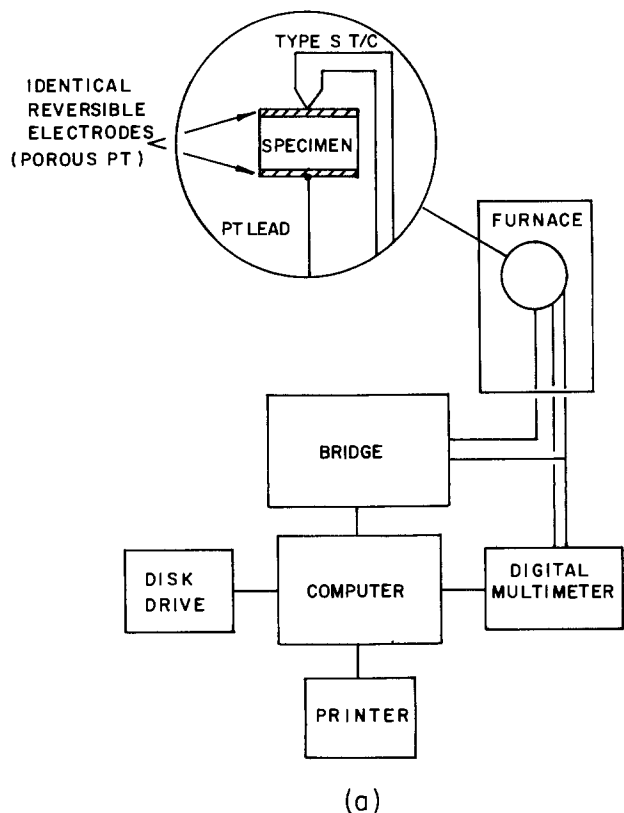 TYPE S T/C
IDENTICAL
REVERSIBLE
ELECTRODES
(POROUS PT)
SPECIMEN
PT LEAD
FURNACE
BRIDGE
DISK
DRIVE
COMPUTER
DIGITAL
MULTIMETER
PRINTER
(a)